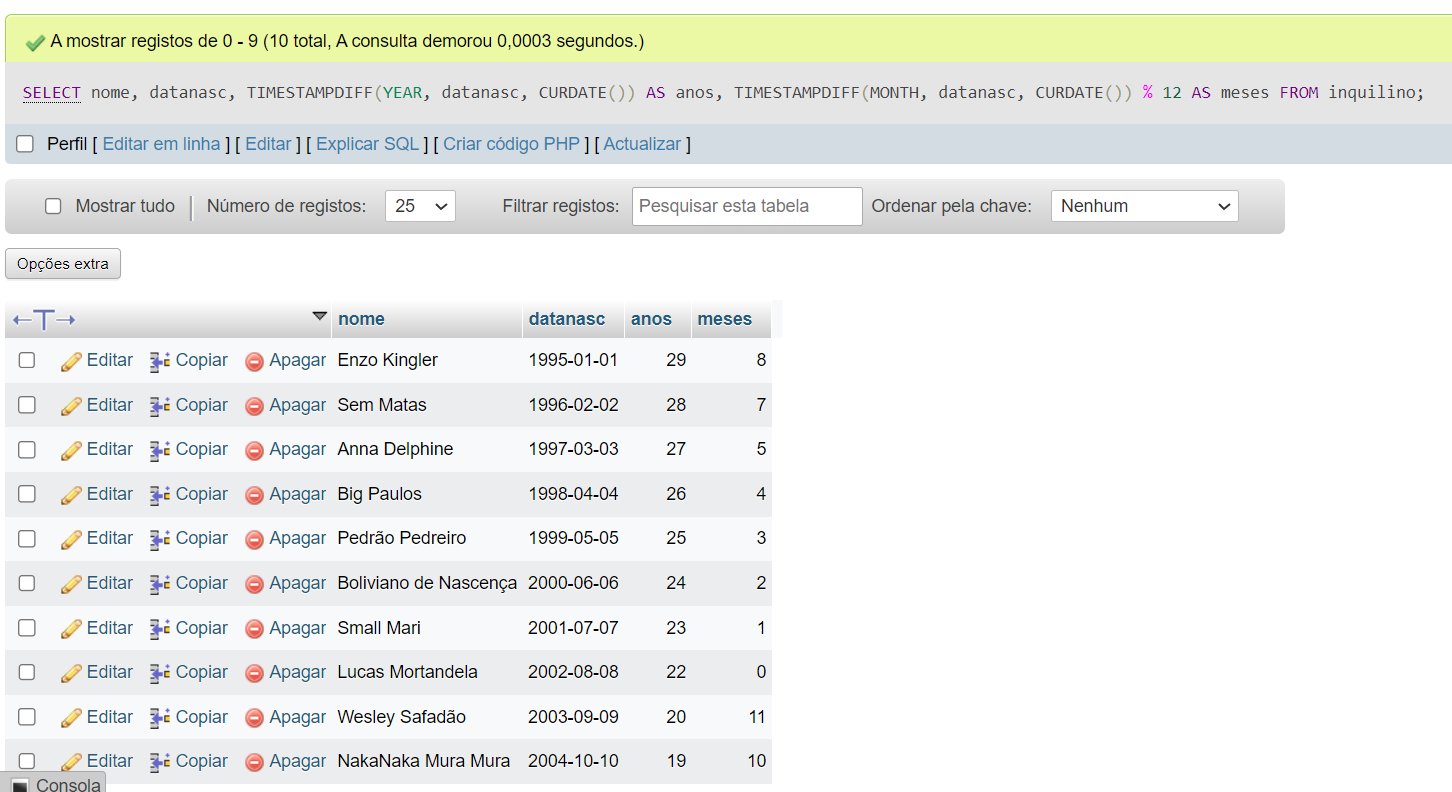 A mostrar registos de 0 - 9 (10 total, A consulta demorou 0,0003 segundos.)
SELECT nome, datanasc, TIMESTAMPDIFF(YEAR, datanasc, CURDATE()) AS anos, TIMESTAMPDIFF(MONTH, datanasc, CURDATE()) % 12 AS meses FROM inquilino;
Perfil [ Editar em linha ] [ Editar ] [ Explicar SQL ] [ Criar código PHP ] [ Actualizar ]
Mostrar tudo Número de registos: 25 Filtrar registos: Pesquisar esta tabela Ordenar pela chave: Nenhum
Opções extra
←T→ nome datanasc anos meses
Editar Copiar Apagar Enzo Kingler 1995-01-01 29 8
Editar Copiar Apagar Sem Matas 1996-02-02 28 7
Editar Copiar Apagar Anna Delphine 1997-03-03 27 5
Editar Copiar Apagar Big Paulos 1998-04-04 26 4
Editar Copiar Apagar Pedrão Pedreiro 1999-05-05 25 3
Editar Copiar Apagar Boliviano de Nascença 2000-06-06 24 2
Editar Copiar Apagar Small Mari 2001-07-07 23 1
Editar Copiar Apagar Lucas Mortandela 2002-08-08 22 0
Editar Copiar Apagar Wesley Safadão 2003-09-09 20 11
Editar Copiar Apagar NakaNaka Mura Mura 2004-10-10 19 10
Consola